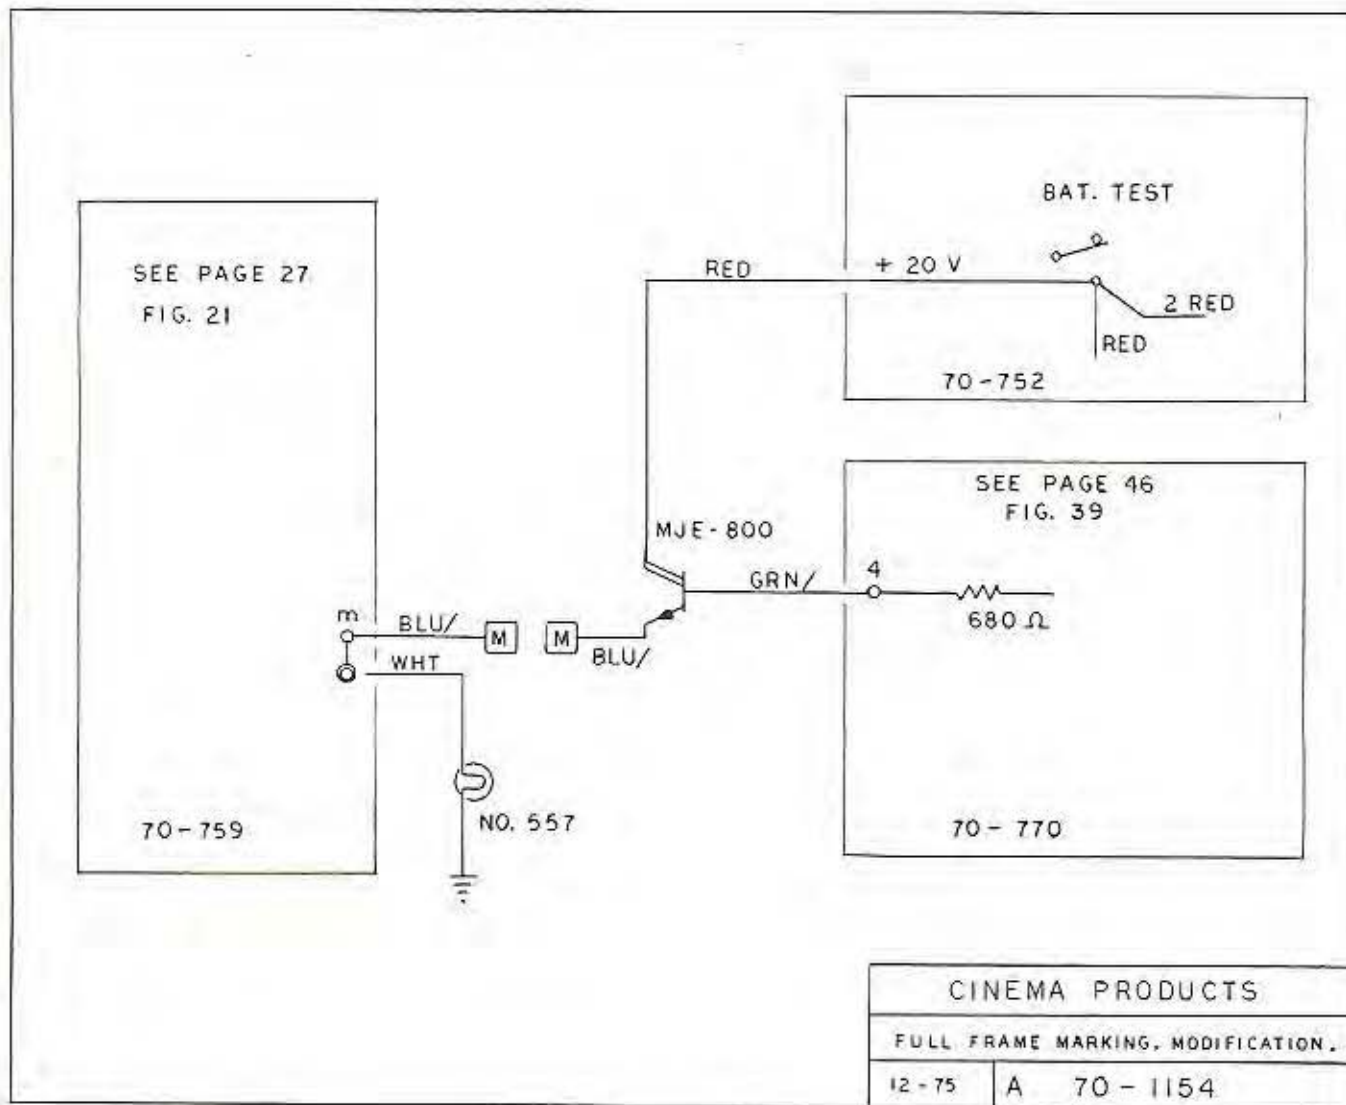 BAT. TEST
SEE PAGE 27.
FIG. 21
RED
+ 20 V
2 RED
RED
70-752
SEE PAGE 46
FIG. 39
MJE-800
GRN/
4
680 Ω
m
BLU/
M
M
BLU/
WHT
NO. 557
70-759
70-770
CINEMA PRODUCTS
FULL FRAME MARKING. MODIFICATION.
12-75
A 70-1154